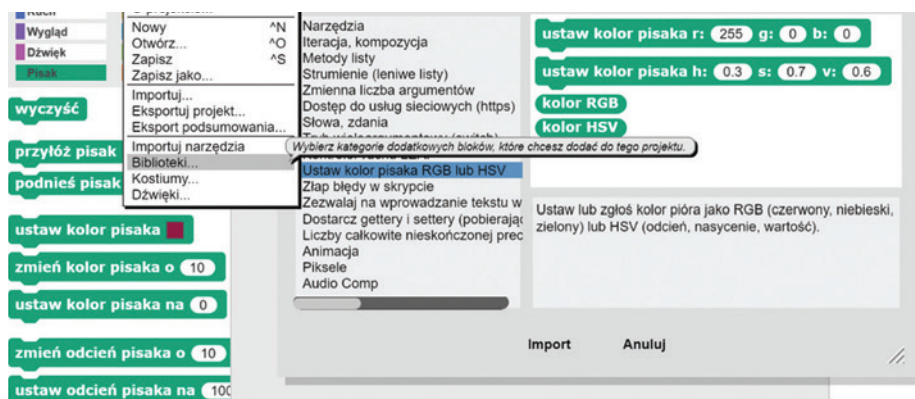 Wygląd
Dźwięk
Pisak
wyczyść
przyłóż pisak
podnieś pisak
ustaw kolor pisaka
zmień kolor pisaka o 10
ustaw kolor pisaka na 0
zmień odcień pisaka o 10
ustaw odcień pisaka na 100
Nowy ^N
Otwórz... ^O
Zapisz ^S
Zapisz jako...
Importuj...
Eksportuj projekt...
Eksport podsumowania...
Importuj narzędzia
Biblioteki...
Kostiumy...
Dźwięki...
Wybierz kategorie dodatkowych bloków, które chcesz dodać do tego projektu.
Narzędzia
Iteracja, kompozycja
Metody listy
Strumienie (leniwe listy)
Zmienna liczba argumentów
Dostęp do usług sieciowych (https)
Słowa, zdania
Ustaw kolor pisaka RGB lub HSV
Złap błędy w skrypcie
Zezwalaj na wprowadzanie tekstu w
Dostarcz gettery i settery (pobierając
Liczby całkowite nieskończonej prec
Animacja
Piksele
Audio Comp
ustaw kolor pisaka r: 255 g: 0 b: 0
ustaw kolor pisaka h: 0.3 s: 0.7 v: 0.6
kolor RGB
kolor HSV
Ustaw lub zgłoś kolor pióra jako RGB (czerwony, niebieski,
zielony) lub HSV (odcień, nasycenie, wartość).
Import Anuluj